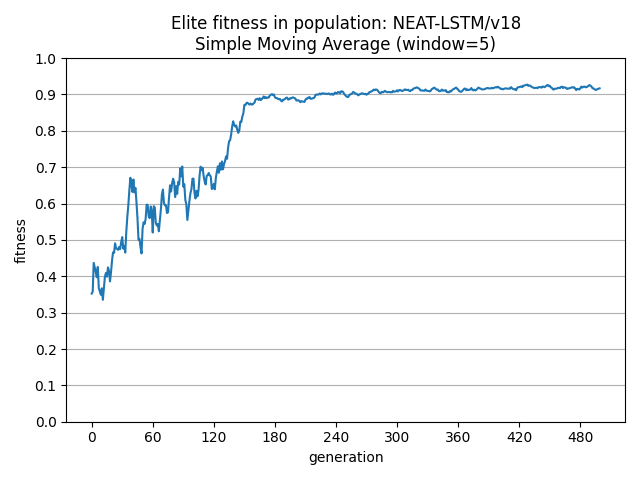 Elite fitness in population: NEAT-LSTM/v18
Simple Moving Average (window=5)
1.0
0.9
0.8
0.7
0.6
0.5
0.4
0.3
0.2
0.1
0.0
fitness
0 60 120 180 240 300 360 420 480
generation